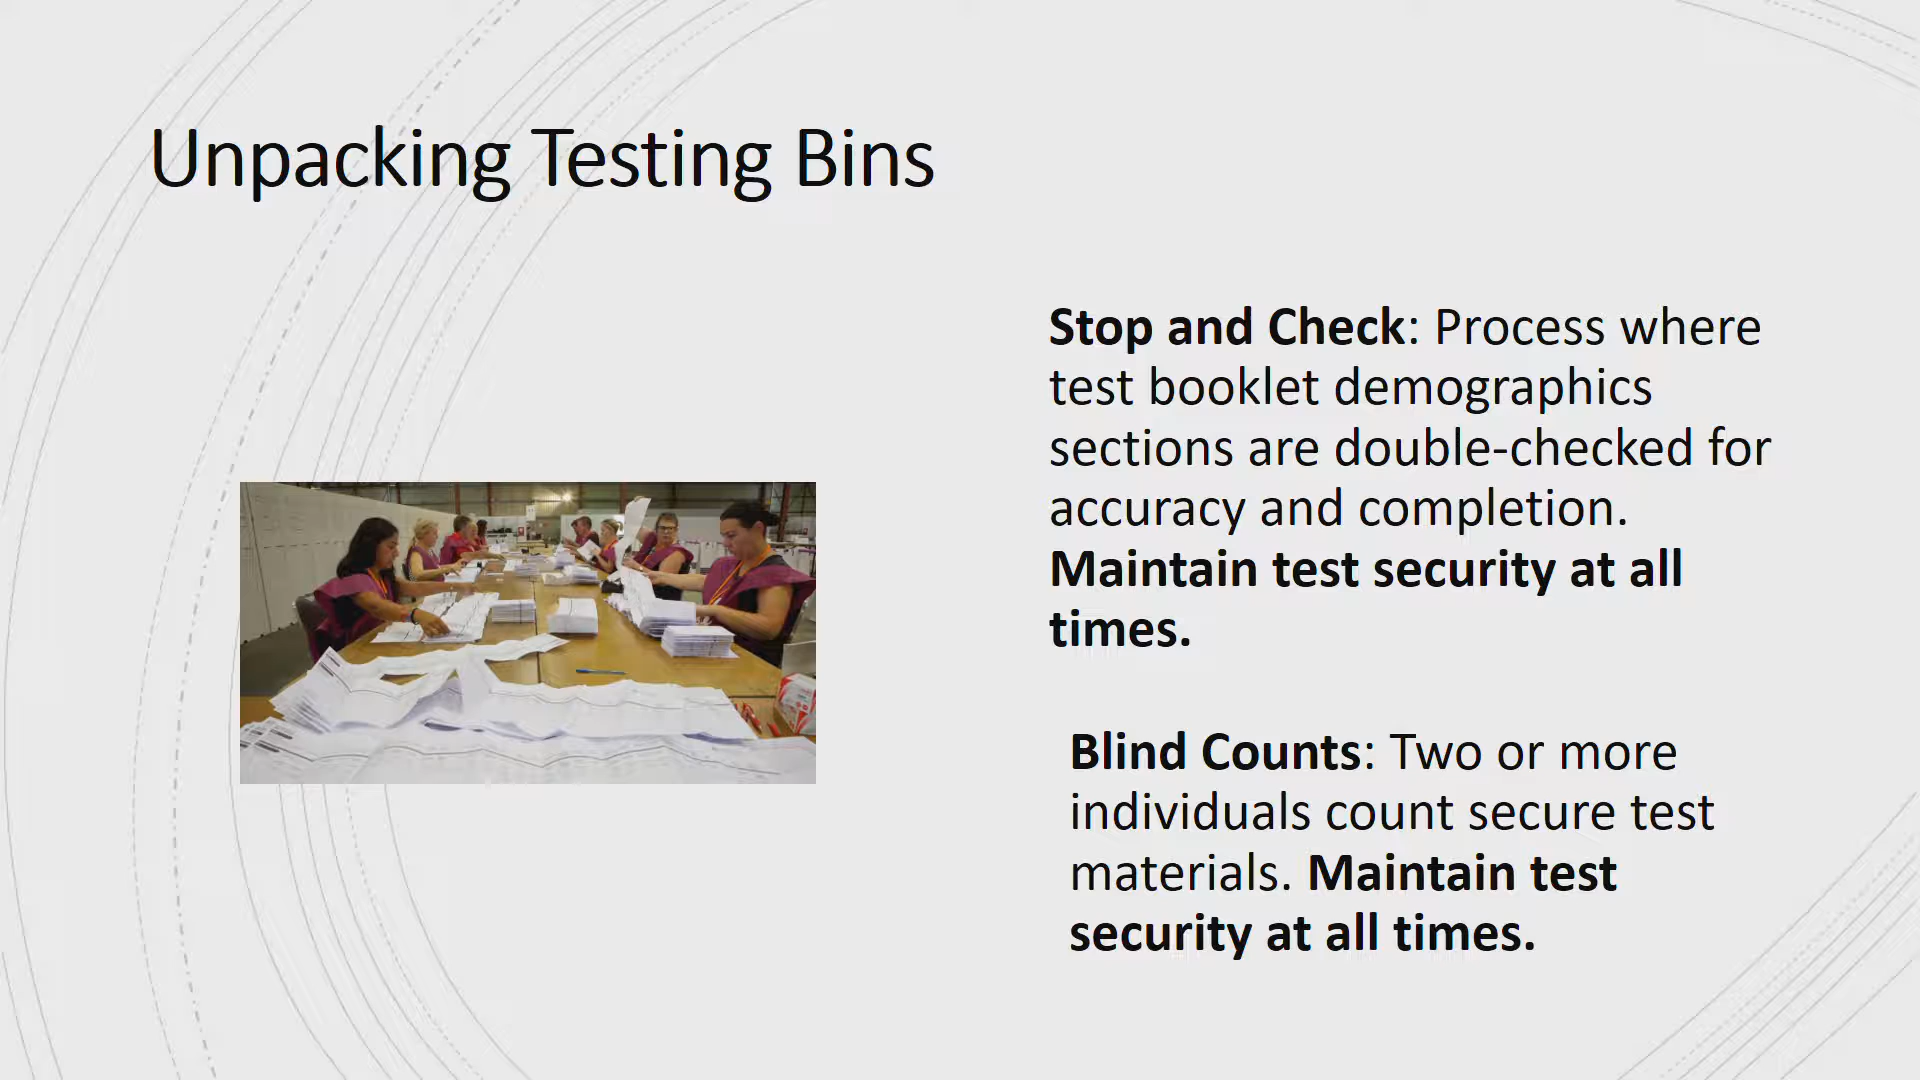 Unpacking Testing Bins
Stop and Check: Process where
test booklet demographics
sections are double-checked for
accuracy and completion.
Maintain test security at all
times.
Blind Counts: Two or more
individuals count secure test
materials. Maintain test
security at all times.